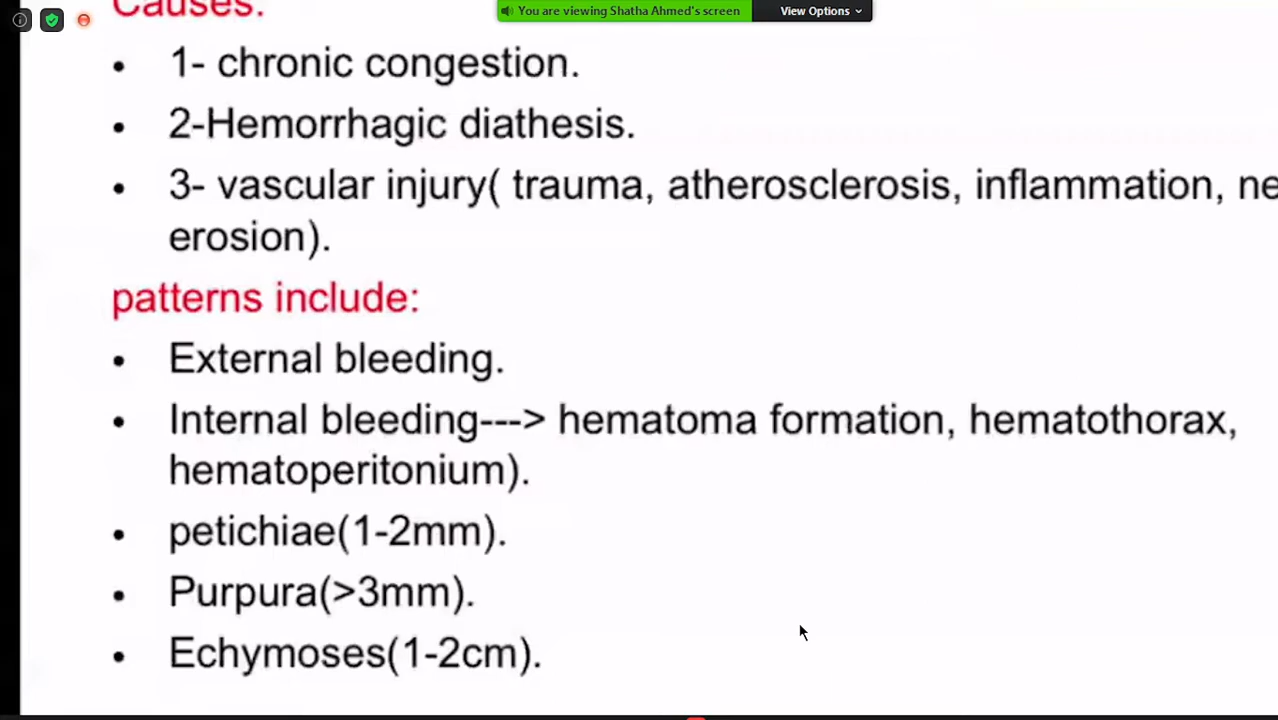 You are viewing Shatha Ahmed's screen View Options
Causes:
• 1- chronic congestion.
• 2-Hemorrhagic diathesis.
• 3- vascular injury( trauma, atherosclerosis, inflammation,
erosion).
patterns include:
• External bleeding.
• Internal bleeding---> hematoma formation, hematothorax,
hematoperitonium).
• petichiae(1-2mm).
• Purpura(>3mm).
• Echymoses(1-2cm).